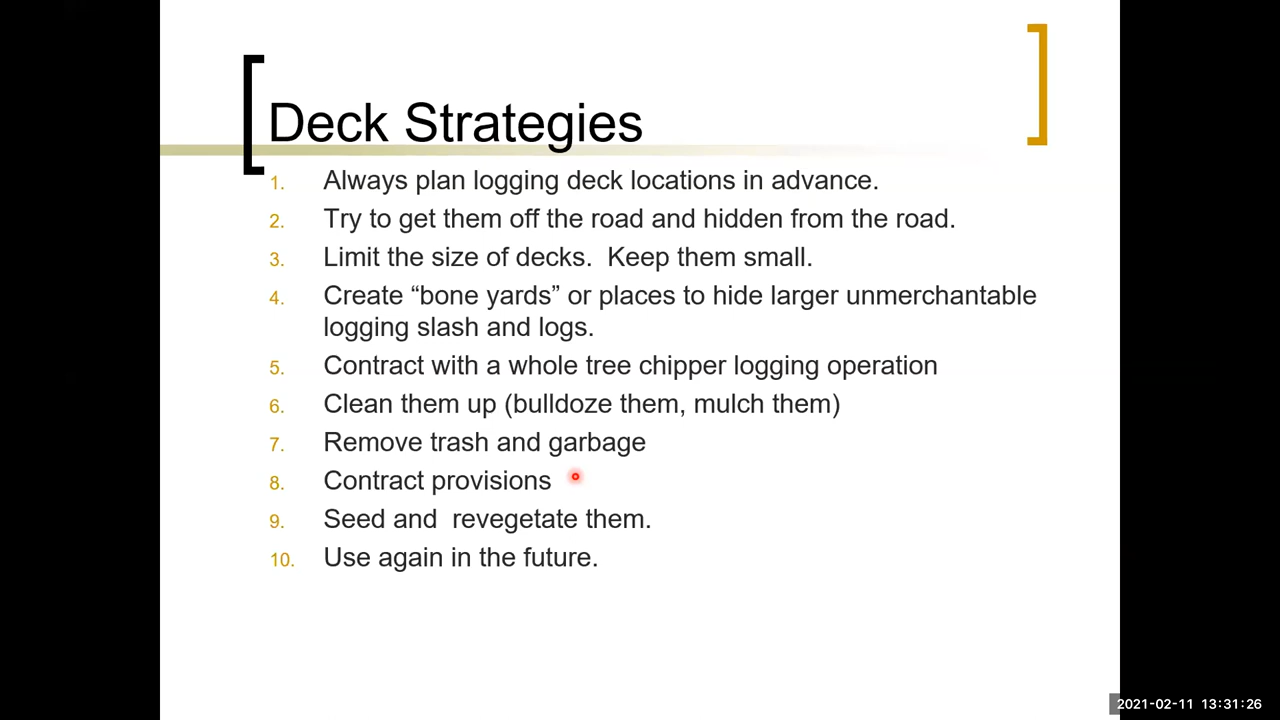 Deck Strategies
1. Always plan logging deck locations in advance.
2. Try to get them off the road and hidden from the road.
3. Limit the size of decks.  Keep them small.
4. Create “bone yards” or places to hide larger unmerchantable
logging slash and logs.
5. Contract with a whole tree chipper logging operation
6. Clean them up (bulldoze them, mulch them)
7. Remove trash and garbage
8. Contract provisions
9. Seed and  revegetate them.
10. Use again in the future.
2021-02-11 13:31:26